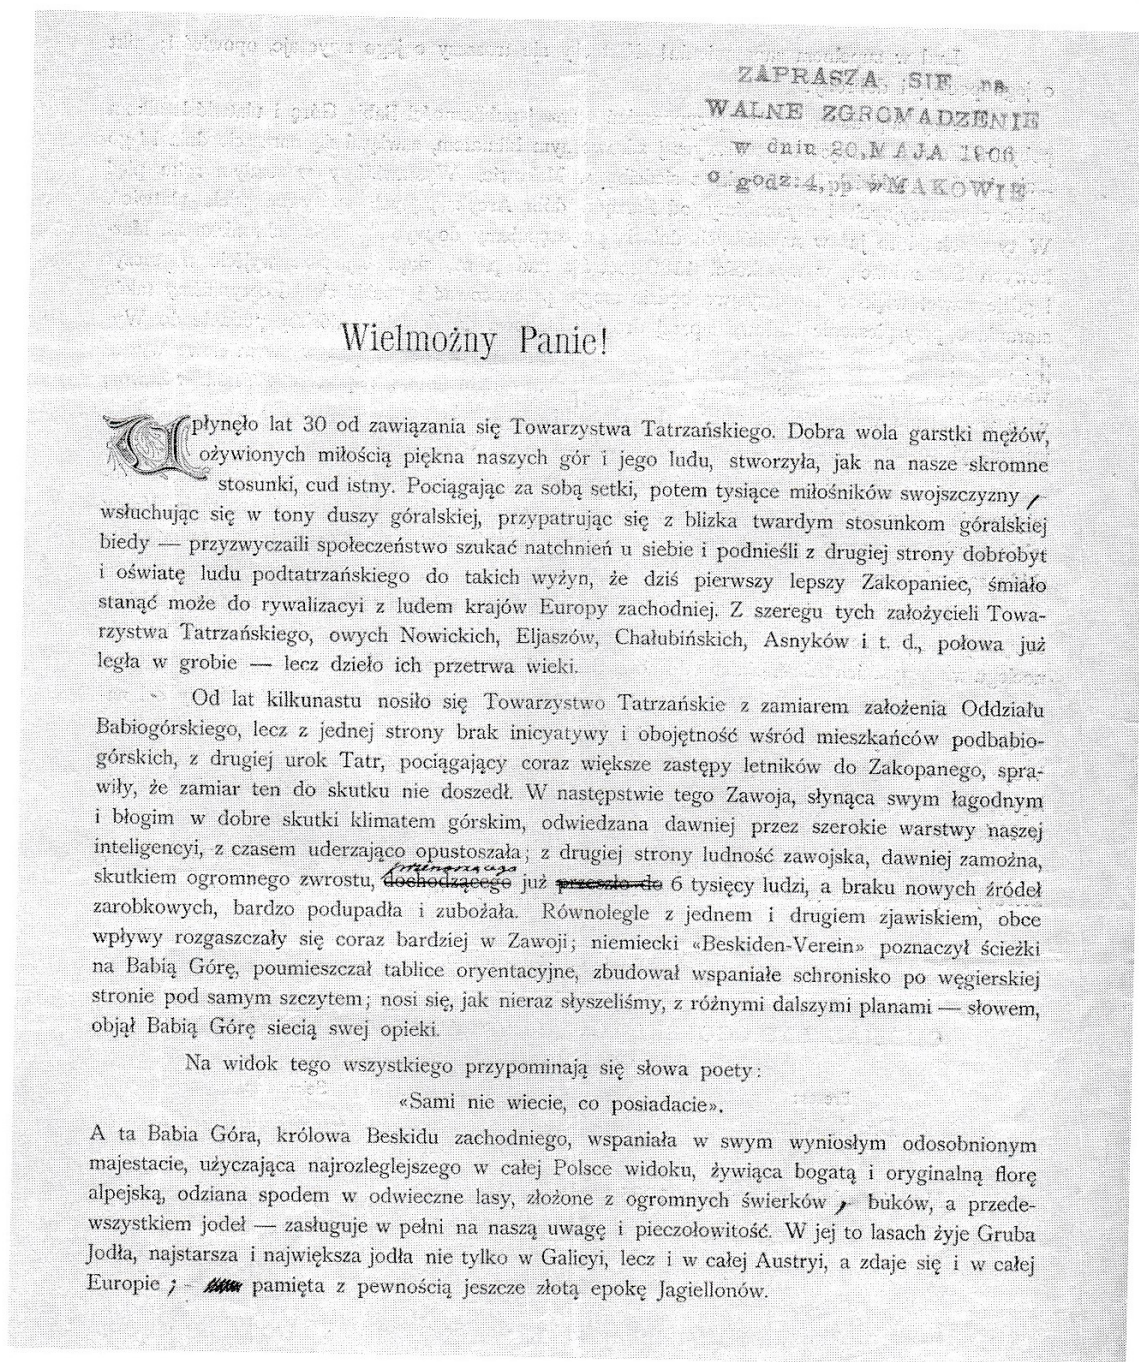 ZAPRASZA SIE na
WALNE ZGROMADZENIE
w dniu 20,MAJA 1906
o godz:4,pp wMAKOWIE
Wielmożny Panie!
Upłynęło lat 30 od zawiązania się Towarzystwa Tatrzańskiego. Dobra wola garstki mężów,
ożywionych miłością piękna naszych gór i jego ludu, stworzyła, jak na nasze skromne
stosunki, cud istny. Pociągając za sobą setki, potem tysiące miłośników swojszczyzny,
wsłuchując się w tony duszy góralskiej, przypatrując się z blizka twardym stosunkom góralskiej
biedy — przyzwyczaili społeczeństwo szukać natchnień u siebie i podnieśli z drugiej strony dobrobyt
i oświatę ludu podtatrzańskiego do takich wyżyn, że dziś pierwszy lepszy Zakopaniec, śmiało
stanąć może do rywalizacyi z ludem krajów Europy zachodniej. Z szeregu tych założycieli Towa-
rzystwa Tatrzańskiego, owych Nowickich, Eljaszów, Chałubińskich, Asnyków i t. d., połowa już
legła w grobie — lecz dzieło ich przetrwa wieki.
Od lat kilkunastu nosiło się Towarzystwo Tatrzańskie z zamiarem założenia Oddziału
Babiogórskiego, lecz z jednej strony brak inicyatywy i obojętność wśród mieszkańców podbabio-
górskich, z drugiej urok Tatr, pociągający coraz większe zastępy letników do Zakopanego, spra-
wiły, że zamiar ten do skutku nie doszedł. W następstwie tego Zawoja, słynąca swym łagodnym
i błogim w dobre skutki klimatem górskim, odwiedzana dawniej przez szerokie warstwy naszej
inteligencyi, z czasem uderzająco opustoszała; z drugiej strony ludność zawojska, dawniej zamożna,
przenoszącego
skutkiem ogromnego zwrostu, dochodzącego już przeszło do 6 tysięcy ludzi, a braku nowych źródeł
zarobkowych, bardzo podupadła i zubożała. Równolegle z jednem i drugiem zjawiskiem, obce
wpływy rozgaszczały się coraz bardziej w Zawoji; niemiecki «Beskiden-Verein» poznaczył ścieżki
na Babią Górę, poumieszczał tablice oryentacyjne, zbudował wspaniałe schronisko po węgierskiej
stronie pod samym szczytem; nosi się, jak nieraz słyszeliśmy, z różnymi dalszymi planami — słowem,
objął Babią Górę siecią swej opieki.
Na widok tego wszystkiego przypominają się słowa poety:
«Sami nie wiecie, co posiadacie».
A ta Babia Góra, królowa Beskidu zachodniego, wspaniała w swym wyniosłym odosobnionym
majestacie, użyczająca najrozleglejszego w całej Polsce widoku, żywiąca bogatą i oryginalną florę
alpejską, odziana spodem w odwieczne lasy, złożone z ogromnych świerków, buków, a przede-
wszystkiem jodeł — zasługuje w pełni na naszą uwagę i pieczołowitość. W jej to lasach żyje Gruba
Jodła, najstarsza i największa jodła nie tylko w Galicyi, lecz i w całej Austryi, a zdaje się i w całej
Europie ; - pamięta z pewnością jeszcze złotą epokę Jagiellonów.